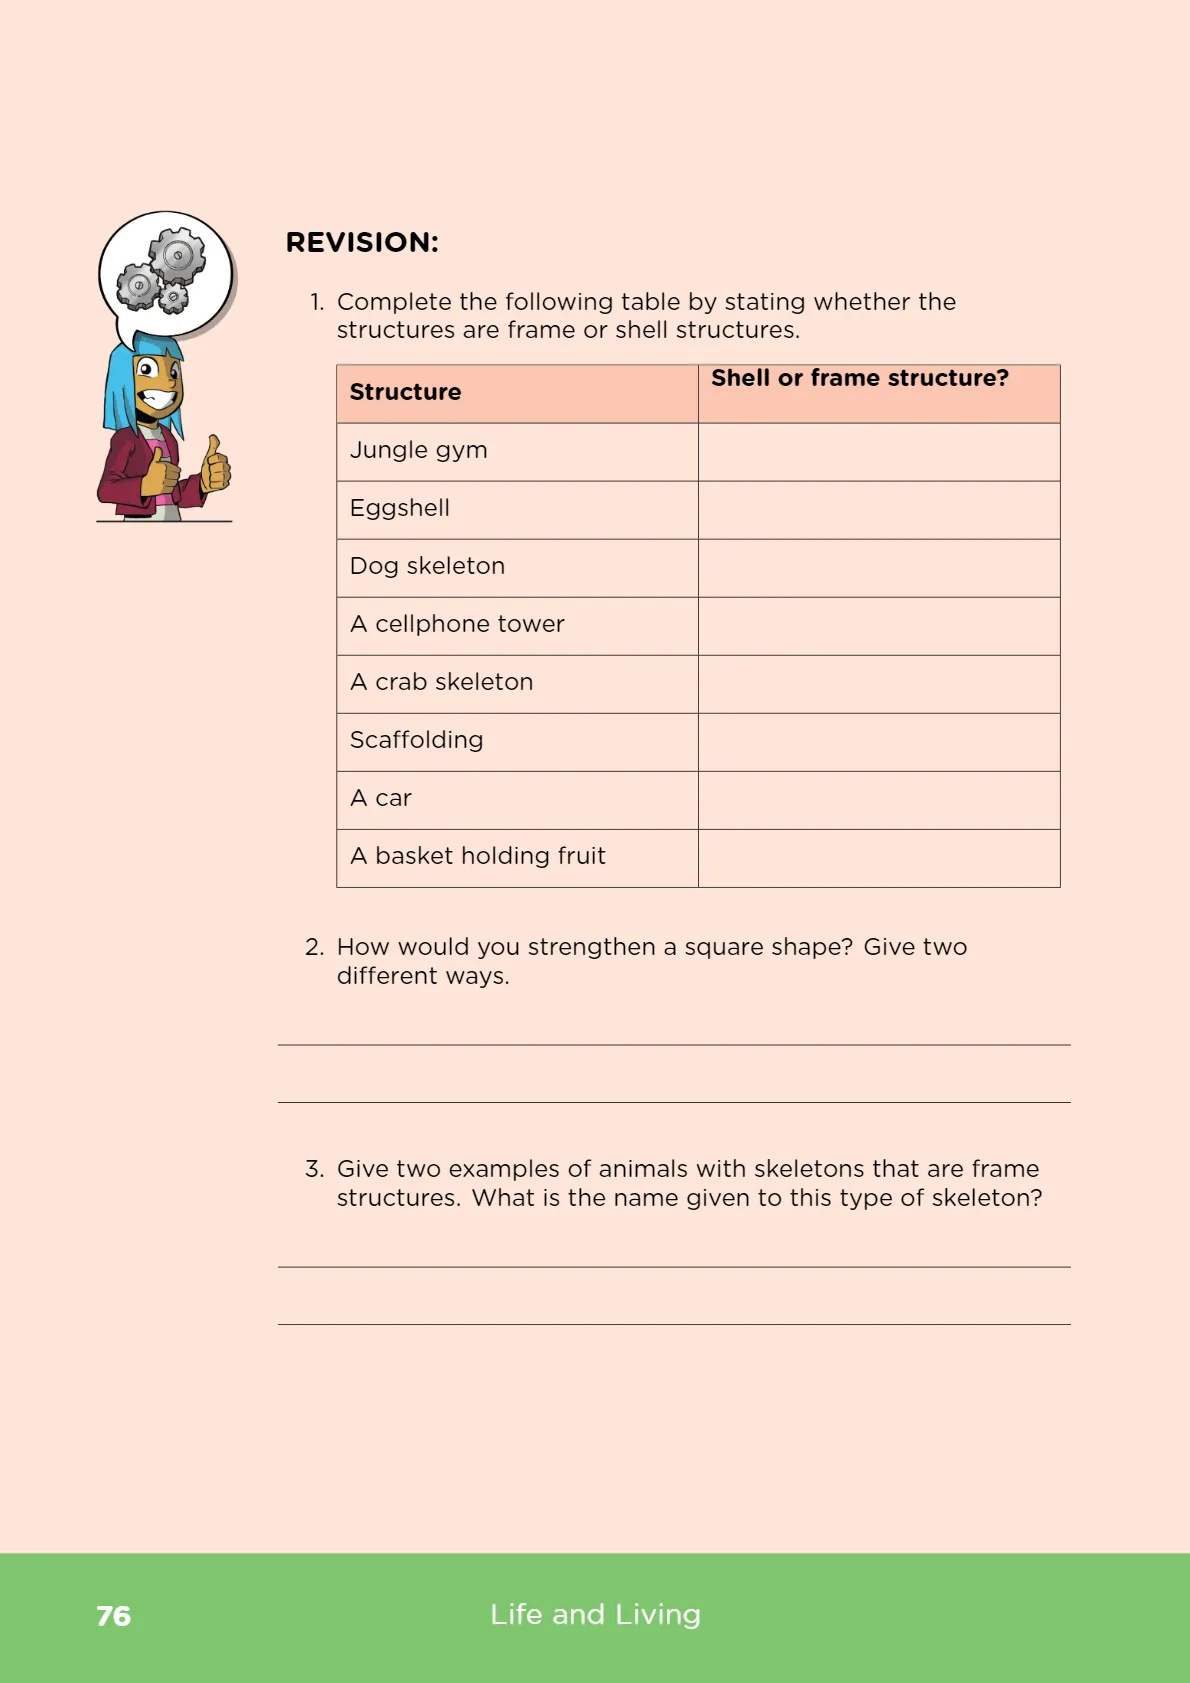 REVISION:
1. Complete the following table by stating whether the
structures are frame or shell structures.
Structure
Shell or frame structure?
Jungle gym
Eggshell
Dog skeleton
A cellphone tower
A crab skeleton
Scaffolding
A car
A basket holding fruit
2. How would you strengthen a square shape? Give two
different ways.
3. Give two examples of animals with skeletons that are frame
structures. What is the name given to this type of skeleton?
76
Life and Living